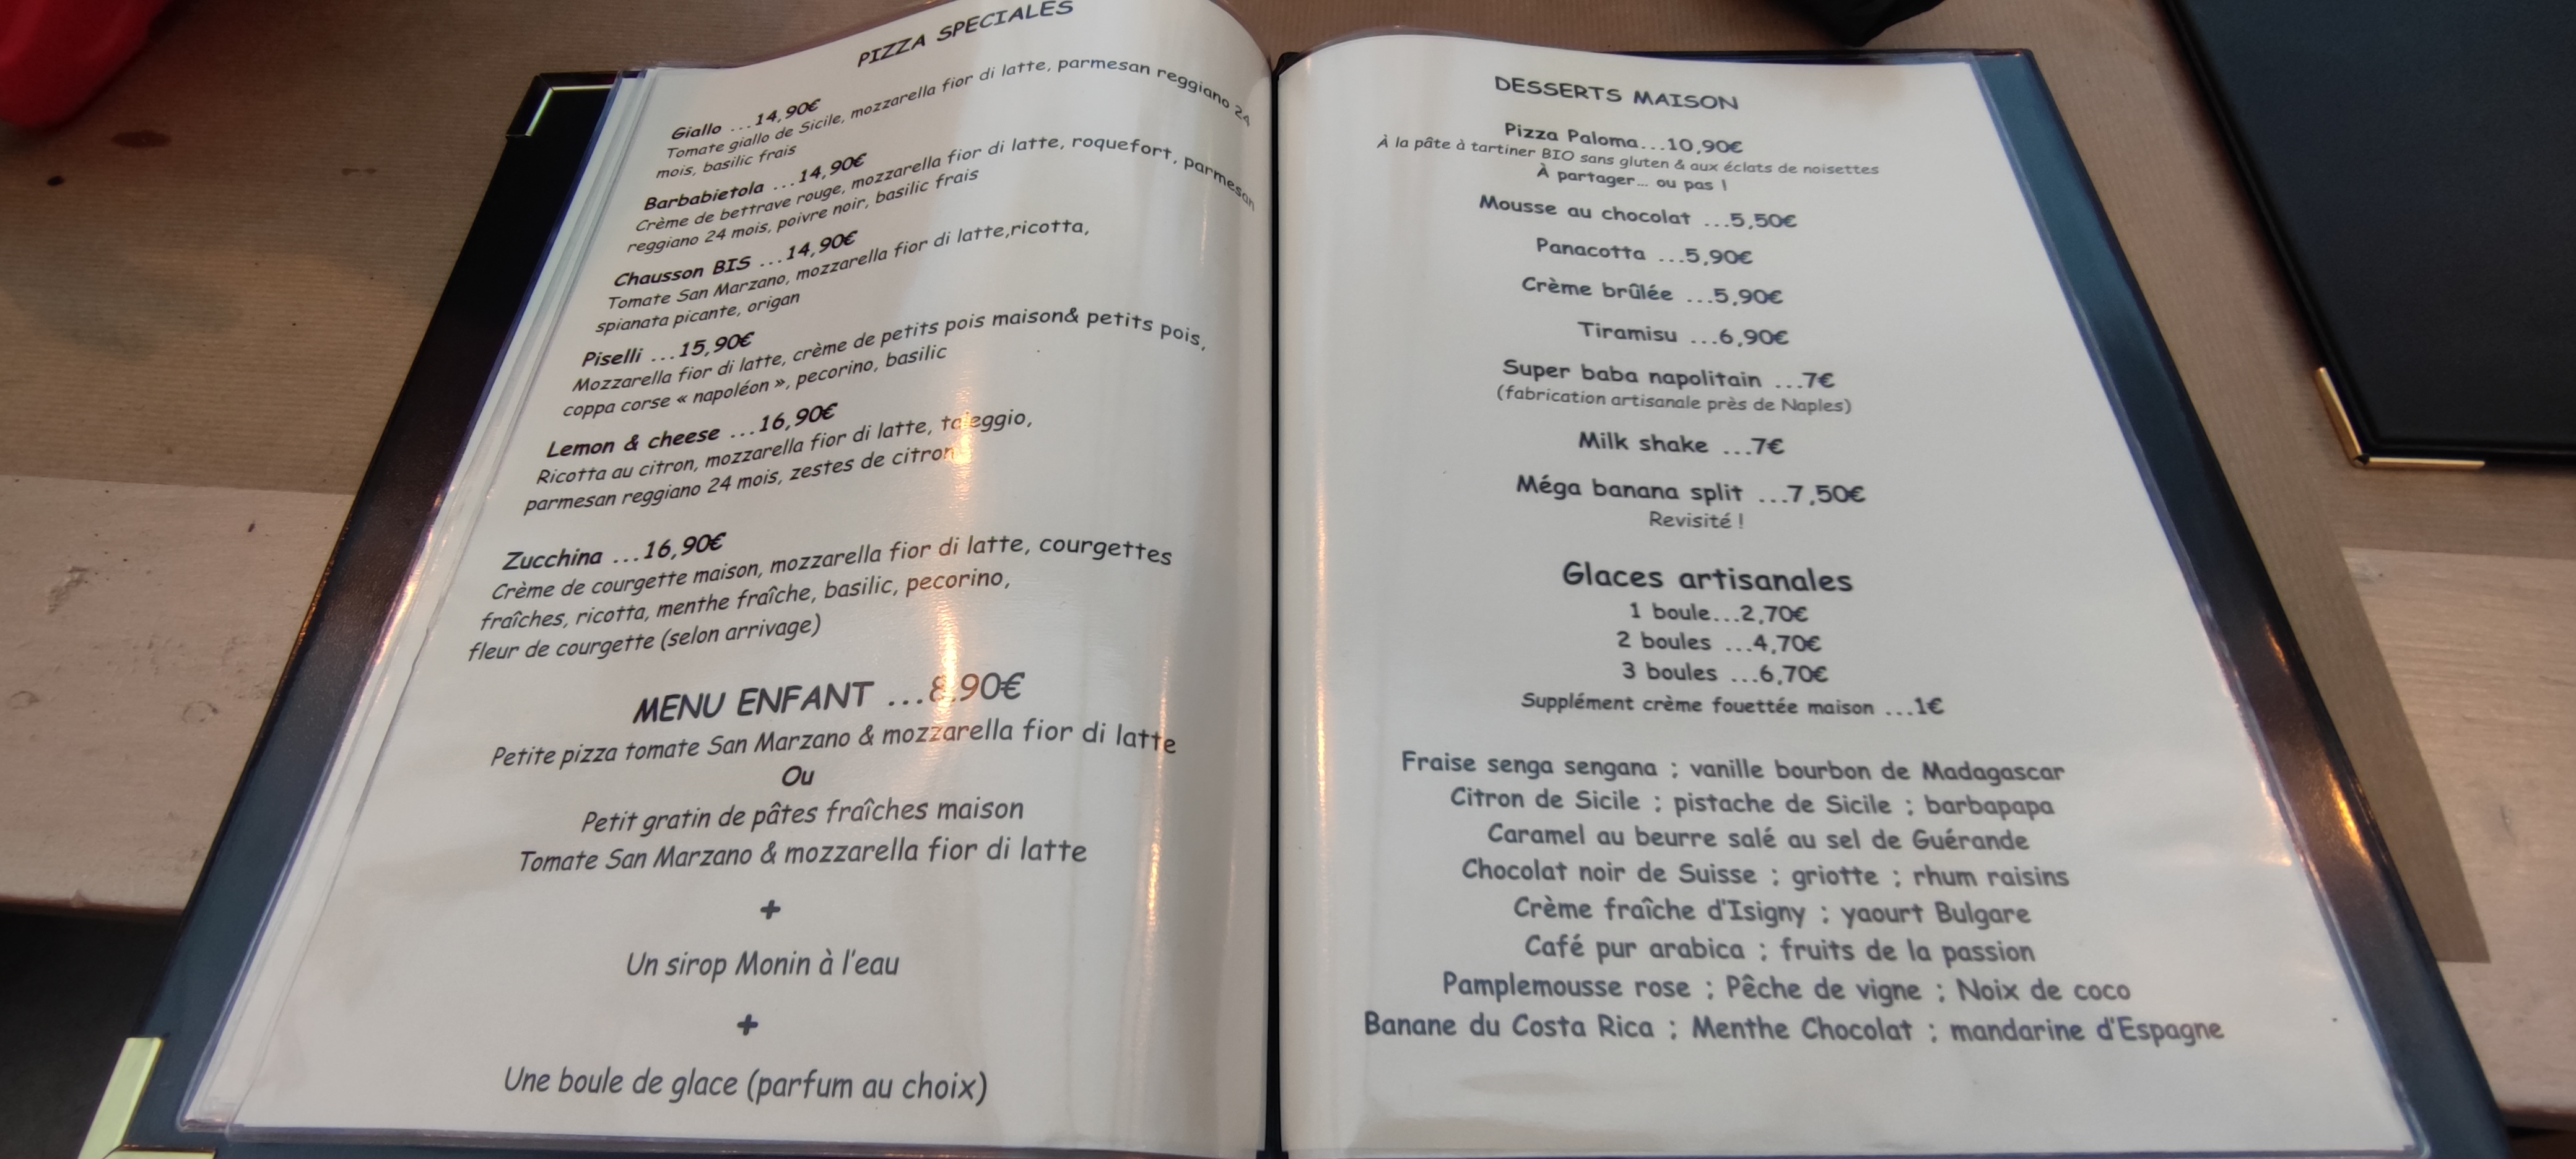 PIZZA SPECIALES
Giallo ...14,90€
Tomate giallo de Sicile, mozzarella fior di latte, parmesan reggiano 24
mois, basilic frais
Barbabietola ...14,90€
Crème de bettrave rouge, mozzarella fior di latte, roquefort, parmesan
reggiano 24 mois, poivre noir, basilic frais
Chausson BIS ...14,90€
Tomate San Marzano, mozzarella fior di latte,ricotta,
spianata picante, origan
Piselli ...15,90€
Mozzarella fior di latte, crème de petits pois maison& petits pois,
coppa corse « napoléon », pecorino, basilic
Lemon & cheese ...16,90€
Ricotta au citron, mozzarella fior di latte, taleggio,
parmesan reggiano 24 mois, zestes de citron
Zucchina ...16,90€
Crème de courgette maison, mozzarella fior di latte, courgettes
fraîches, ricotta, menthe fraîche, basilic, pecorino,
fleur de courgette (selon arrivage)
MENU ENFANT ...8,90€
Petite pizza tomate San Marzano & mozzarella fior di latte
Ou
Petit gratin de pâtes fraîches maison
Tomate San Marzano & mozzarella fior di latte
+
Un sirop Monin à l'eau
+
Une boule de glace (parfum au choix)
DESSERTS MAISON
Pizza Paloma...10,90€
À la pâte à tartiner BIO sans gluten & aux éclats de noisettes
À partager... ou pas !
Mousse au chocolat ...5,50€
Panacotta ...5,90€
Crème brûlée ...5,90€
Tiramisu ...6,90€
Super baba napolitain ...7€
(fabrication artisanale près de Naples)
Milk shake ...7€
Méga banana split ...7,50€
Revisité !
Glaces artisanales
1 boule...2,70€
2 boules ...4,70€
3 boules ...6,70€
Supplément crème fouettée maison ...1€
Fraise senga sengana ; vanille bourbon de Madagascar
Citron de Sicile ; pistache de Sicile ; barbapapa
Caramel au beurre salé au sel de Guérande
Chocolat noir de Suisse ; griotte ; rhum raisins
Crème fraîche d'Isigny ; yaourt Bulgare
Café pur arabica ; fruits de la passion
Pamplemousse rose ; Pêche de vigne ; Noix de coco
Banane du Costa Rica ; Menthe Chocolat ; mandarine d'Espagne